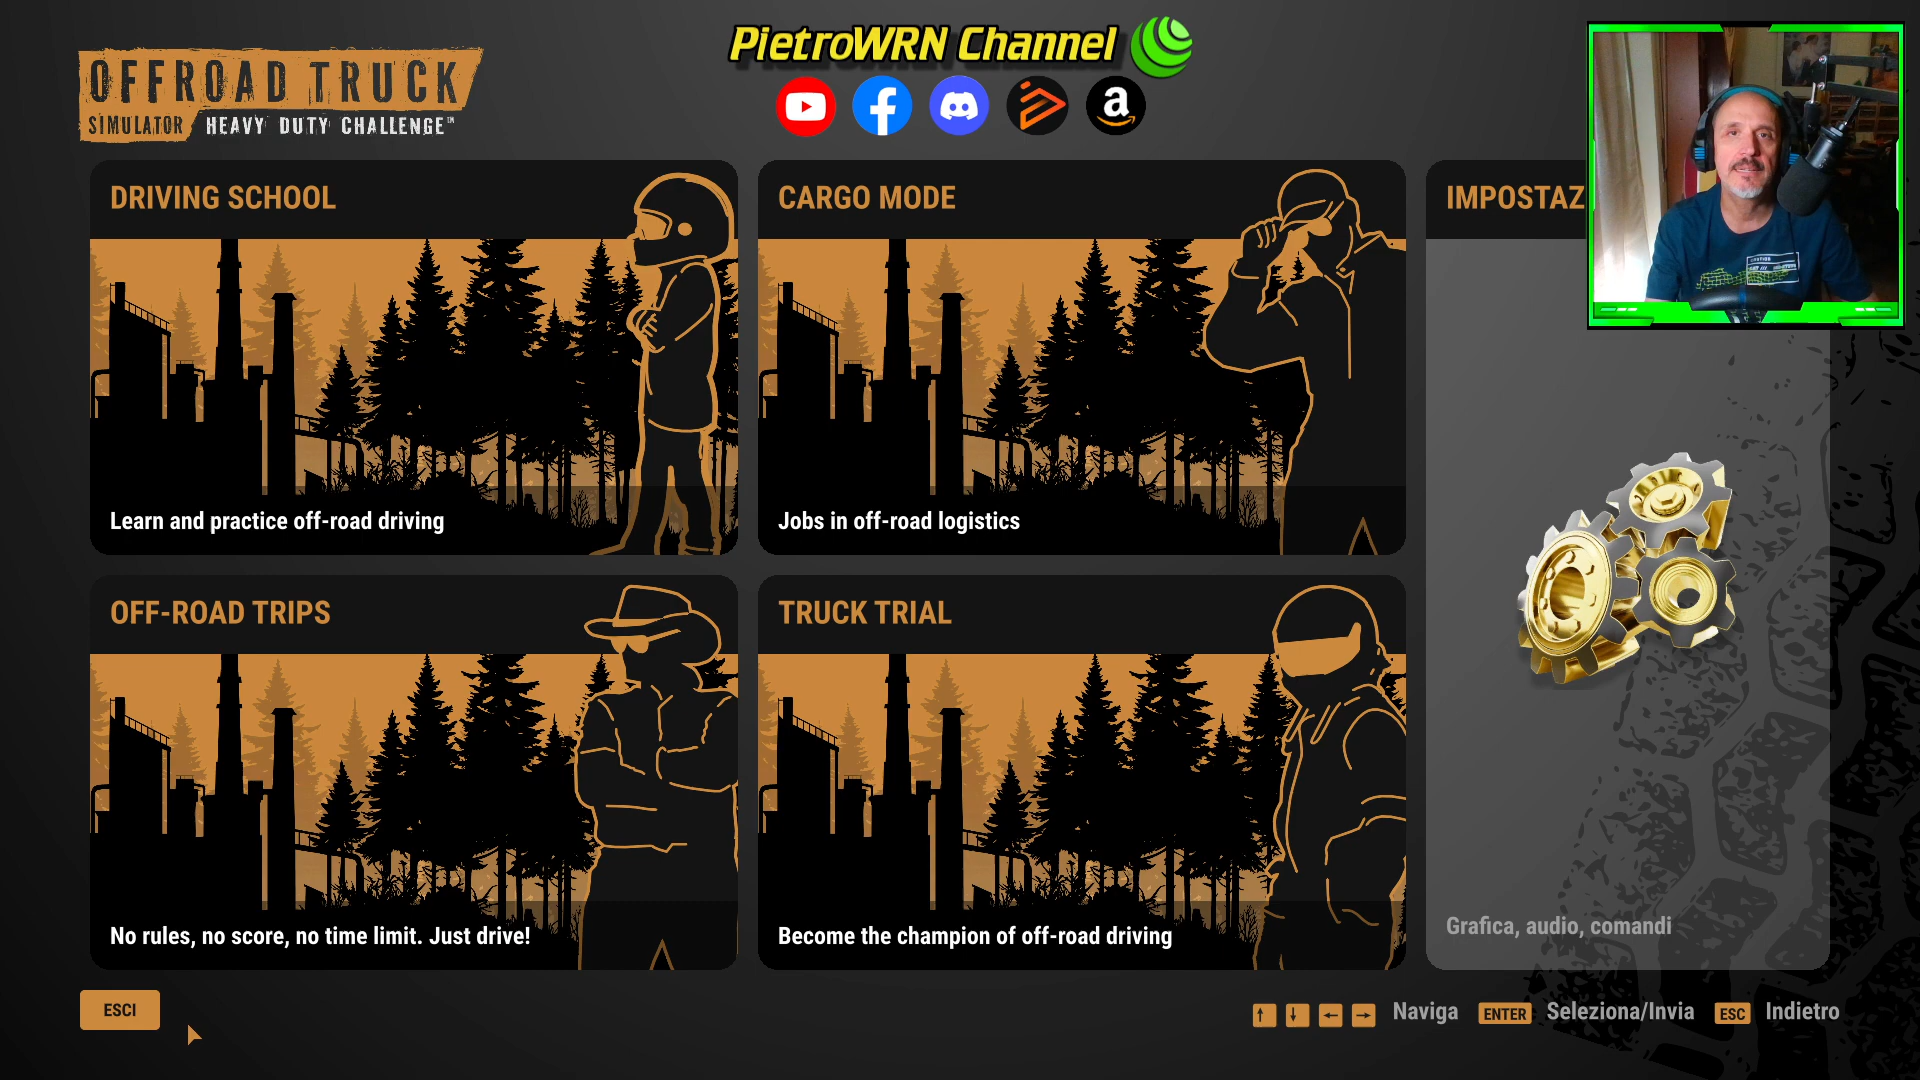 PietroWRN Channel
OFFROAD TRUCK
SIMULATOR HEAVY DUTY CHALLENGE™
DRIVING SCHOOL
Learn and practice off-road driving
CARGO MODE
Jobs in off-road logistics
IMPOSTAZ
Grafica, audio, comandi
OFF-ROAD TRIPS
No rules, no score, no time limit. Just drive!
TRUCK TRIAL
Become the champion of off-road driving
ESCI
↑ ↓ ← → Naviga ENTER Seleziona/Invia ESC Indietro